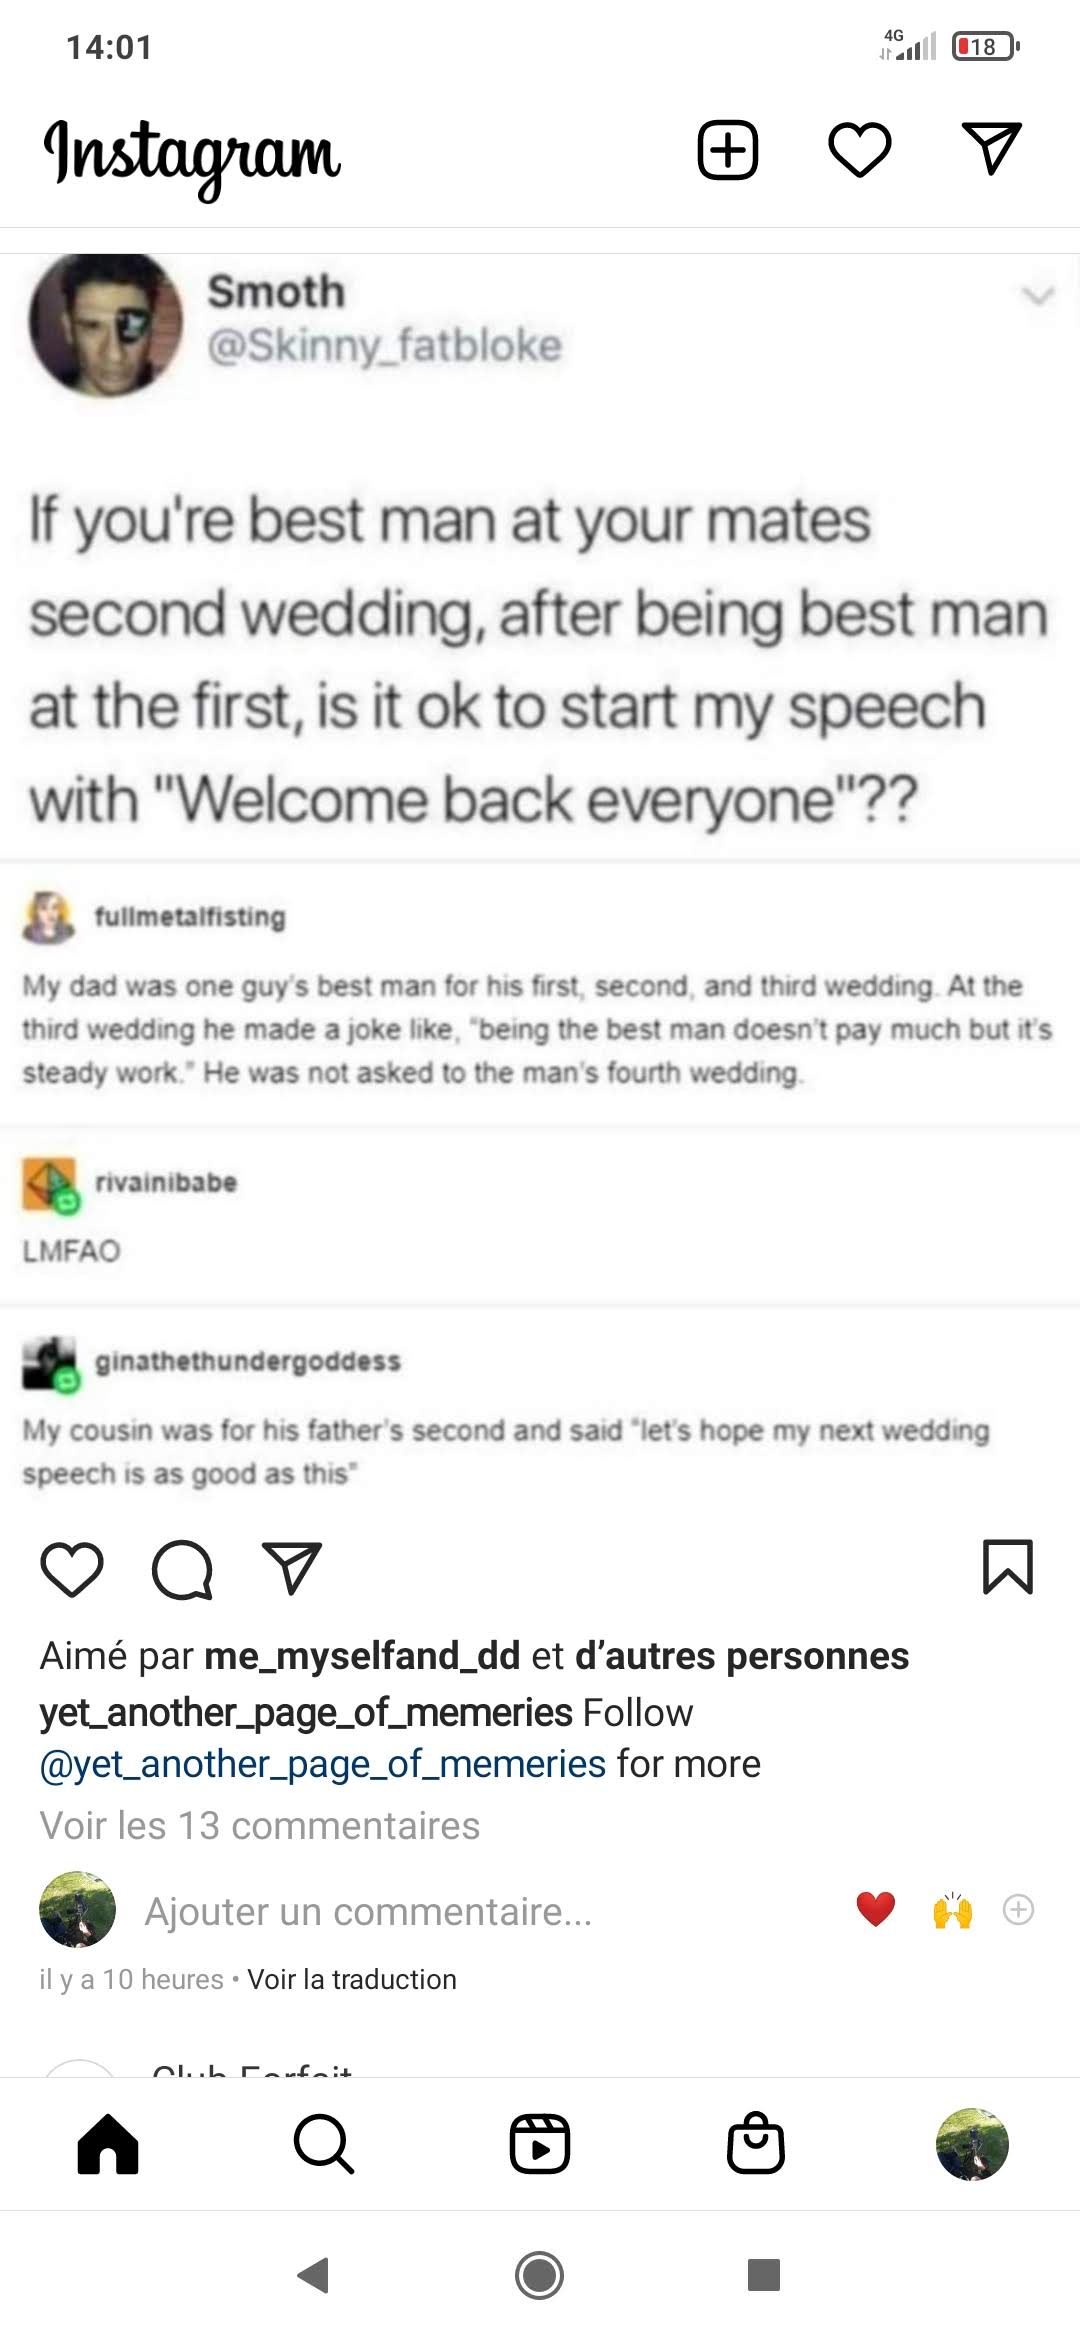 14:01
4G
18
Instagram
Smoth
@Skinny_fatbloke
If you're best man at your mates
second wedding, after being best man
at the first, is it ok to start my speech
with "Welcome back everyone"??
fullmetalfisting
My dad was one guy's best man for his first, second, and third wedding. At the
third wedding he made a joke like, "being the best man doesn't pay much but it's
steady work." He was not asked to the man's fourth wedding.
rivainibabe
LMFAO
ginathethundergoddess
My cousin was for his father's second and said "let's hope my next wedding
speech is as good as this"
Aimé par me_myselfand_dd et d’autres personnes
yet_another_page_of_memeries Follow
@yet_another_page_of_memeries for more
Voir les 13 commentaires
Ajouter un commentaire...
il y a 10 heures • Voir la traduction
Club Forfait